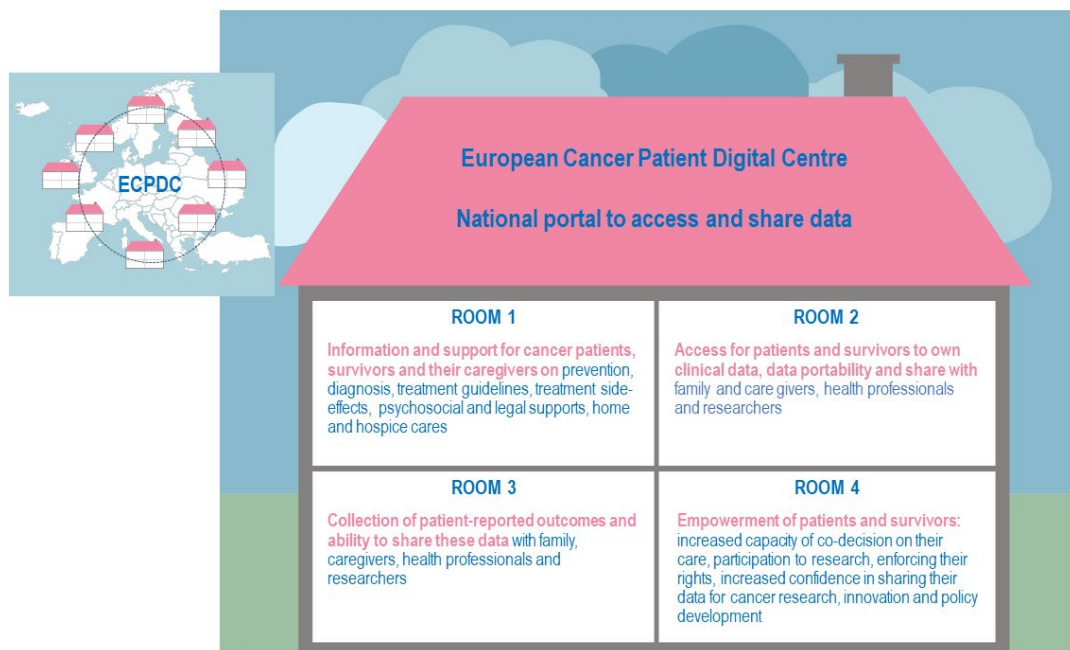 ECPDC
European Cancer Patient Digital Centre
National portal to access and share data
ROOM 1
Information and support for cancer patients,
survivors and their caregivers on prevention,
diagnosis, treatment guidelines, treatment side-
effects, psychosocial and legal supports, home
and hospice cares
ROOM 2
Access for patients and survivors to own
clinical data, data portability and share with
family and care givers, health professionals
and researchers
ROOM 3
Collection of patient-reported outcomes and
ability to share these data with family,
caregivers, health professionals and
researchers
ROOM 4
Empowerment of patients and survivors:
increased capacity of co-decision on their
care, participation to research, enforcing their
rights, increased confidence in sharing their
data for cancer research, innovation and policy
development